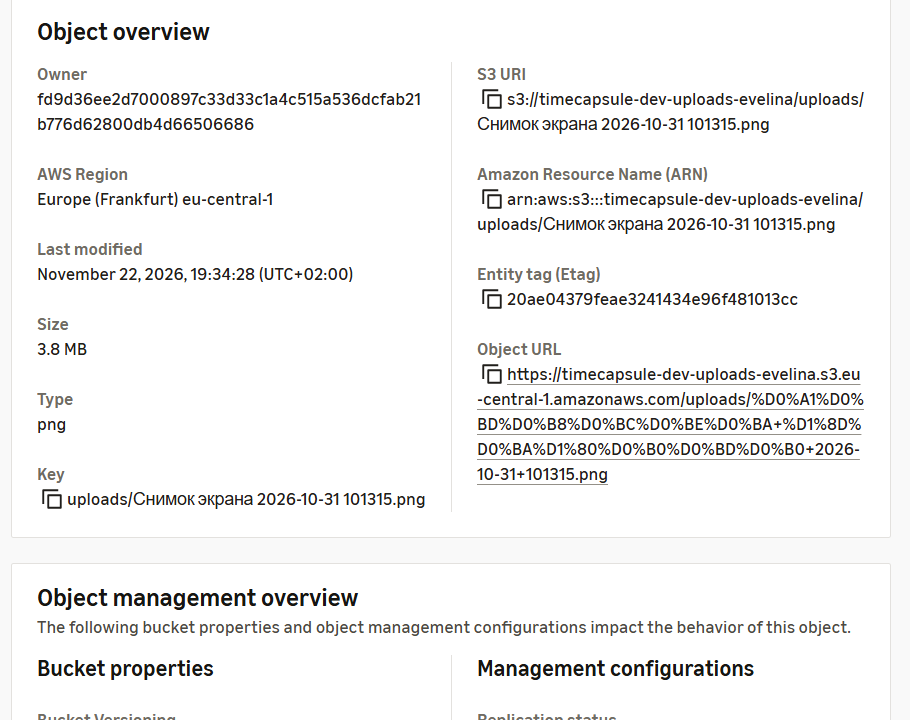 Object overview
Owner
fd9d36ee2d7000897c33d33c1a4c515a536dcfab21
b776d62800db4d66506686
AWS Region
Europe (Frankfurt) eu-central-1
Last modified
November 22, 2026, 19:34:28 (UTC+02:00)
Size
3.8 MB
Type
png
Key
uploads/Снимок экрана 2026-10-31 101315.png
S3 URI
s3://timecapsule-dev-uploads-evelina/uploads/
Снимок экрана 2026-10-31 101315.png
Amazon Resource Name (ARN)
arn:aws:s3:::timecapsule-dev-uploads-evelina/
uploads/Снимок экрана 2026-10-31 101315.png
Entity tag (Etag)
20ae04379feae3241434e96f481013cc
Object URL
https://timecapsule-dev-uploads-evelina.s3.eu
-central-1.amazonaws.com/uploads/%D0%A1%D0%
BD%D0%B8%D0%BC%D0%BE%D0%BA+%D1%8D%
D0%BA%D1%80%D0%B0%D0%BD%D0%B0+2026-
10-31+101315.png
Object management overview
The following bucket properties and object management configurations impact the behavior of this object.
Bucket properties
Bucket Versioning
Management configurations
Replication status